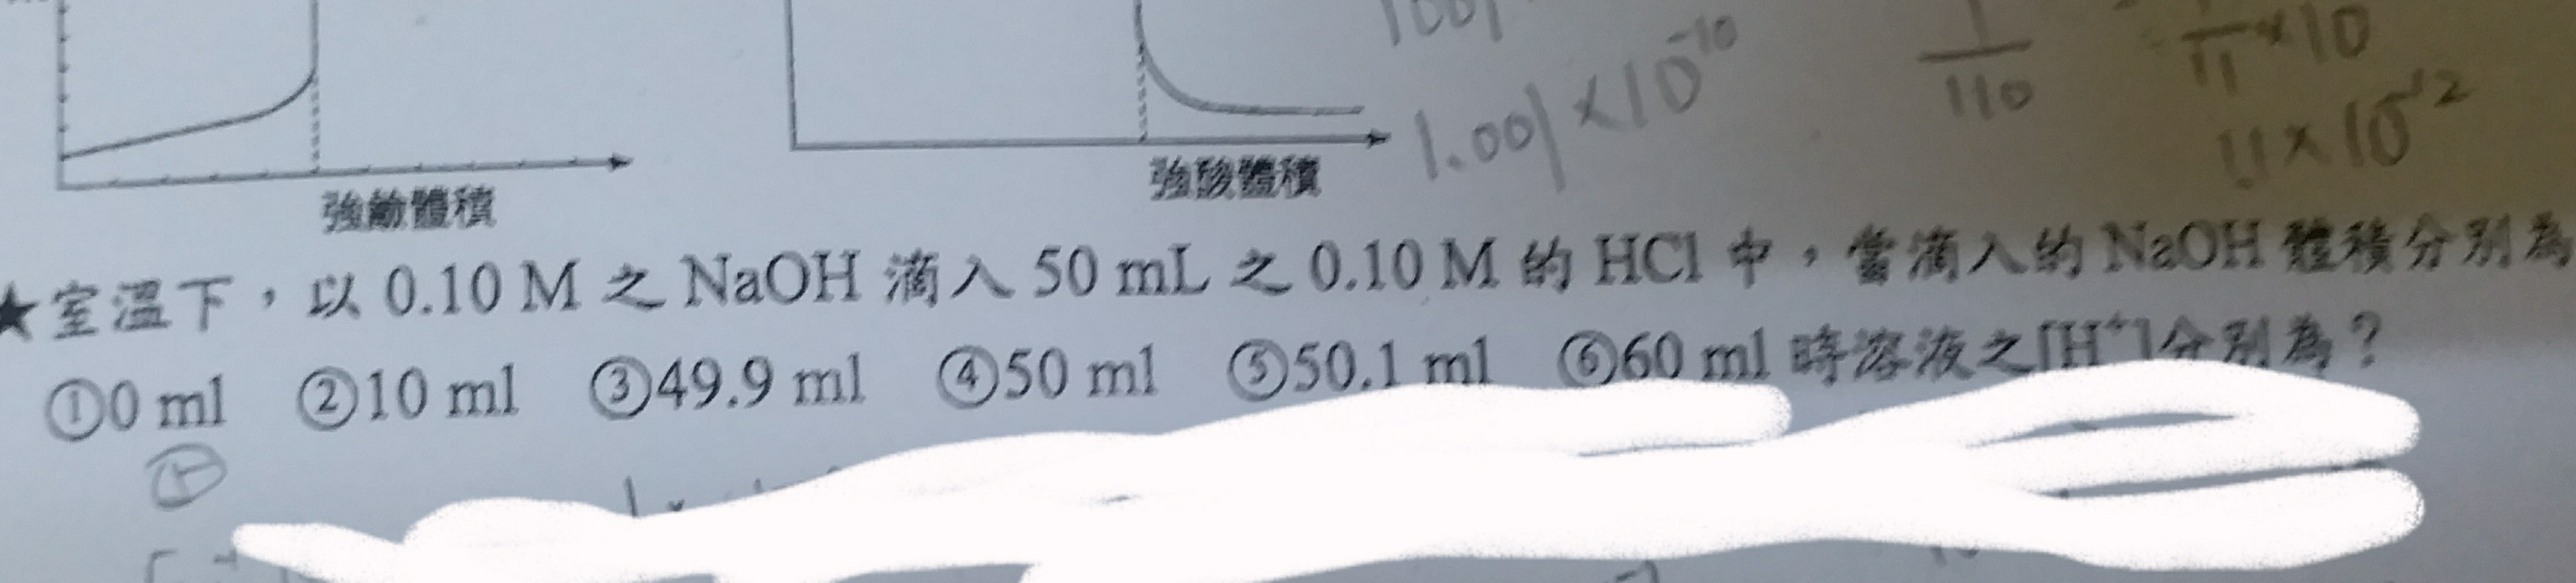 1001
1.001×10⁻¹⁰
1/110
1/11×10
11×10⁻¹²
強鹼體積
強酸體積
★室溫下,以 0.10 M 之 NaOH 滴入 50 mL 之 0.10 M 的 HCl 中,當滴入的 NaOH 體積分別為
①0 ml ②10 ml ③49.9 ml ④50 ml ⑤50.1 ml ⑥60 ml 時溶液之[H⁺]分別為?